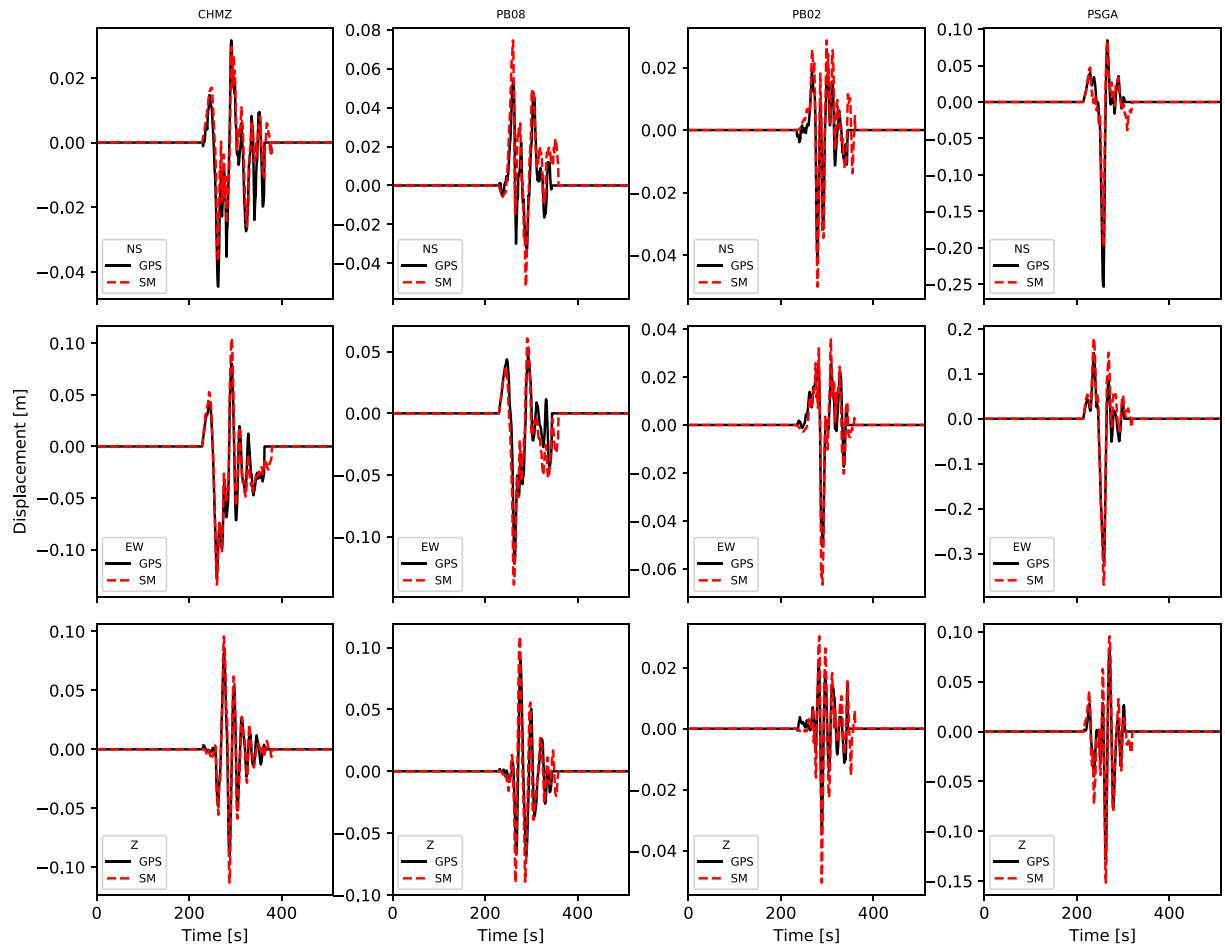 CHMZ PB08 PB02 PSGA
0.02
0.00
−0.02
−0.04
NS
GPS
SM
0.08
0.06
0.04
0.02
0.00
−0.02
−0.04
NS
GPS
SM
0.02
0.00
−0.02
−0.04
NS
GPS
SM
0.10
0.05
0.00
−0.05
−0.10
−0.15
−0.20
−0.25
NS
GPS
SM
Displacement [m]
0.10
0.05
0.00
−0.05
−0.10
EW
GPS
SM
0.05
0.00
−0.05
−0.10
EW
GPS
SM
0.04
0.02
0.00
−0.02
−0.04
−0.06
EW
GPS
SM
0.2
0.1
0.0
−0.1
−0.2
−0.3
EW
GPS
SM
0.10
0.05
0.00
−0.05
−0.10
Z
GPS
SM
0 200 400
Time [s]
0.10
0.05
0.00
−0.05
−0.10
Z
GPS
SM
0 200 400
Time [s]
0.02
0.00
−0.02
−0.04
Z
GPS
SM
0 200 400
Time [s]
0.10
0.05
0.00
−0.05
−0.10
−0.15
Z
GPS
SM
0 200 400
Time [s]